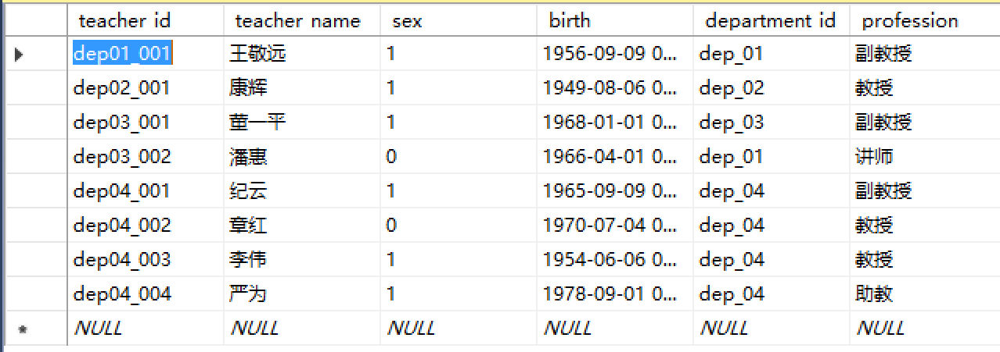 teacher id teacher name sex birth department id profession
dep01_001 王敬远 1 1956-09-09 0... dep_01 副教授
dep02_001 康辉 1 1949-08-06 0... dep_02 教授
dep03_001 董一平 1 1968-01-01 0... dep_03 副教授
dep03_002 潘惠 0 1966-04-01 0... dep_01 讲师
dep04_001 纪云 1 1965-09-09 0... dep_04 副教授
dep04_002 章红 0 1970-07-04 0... dep_04 教授
dep04_003 李伟 1 1954-06-06 0... dep_04 教授
dep04_004 严为 1 1978-09-01 0... dep_04 助教
NULL NULL NULL NULL NULL NULL